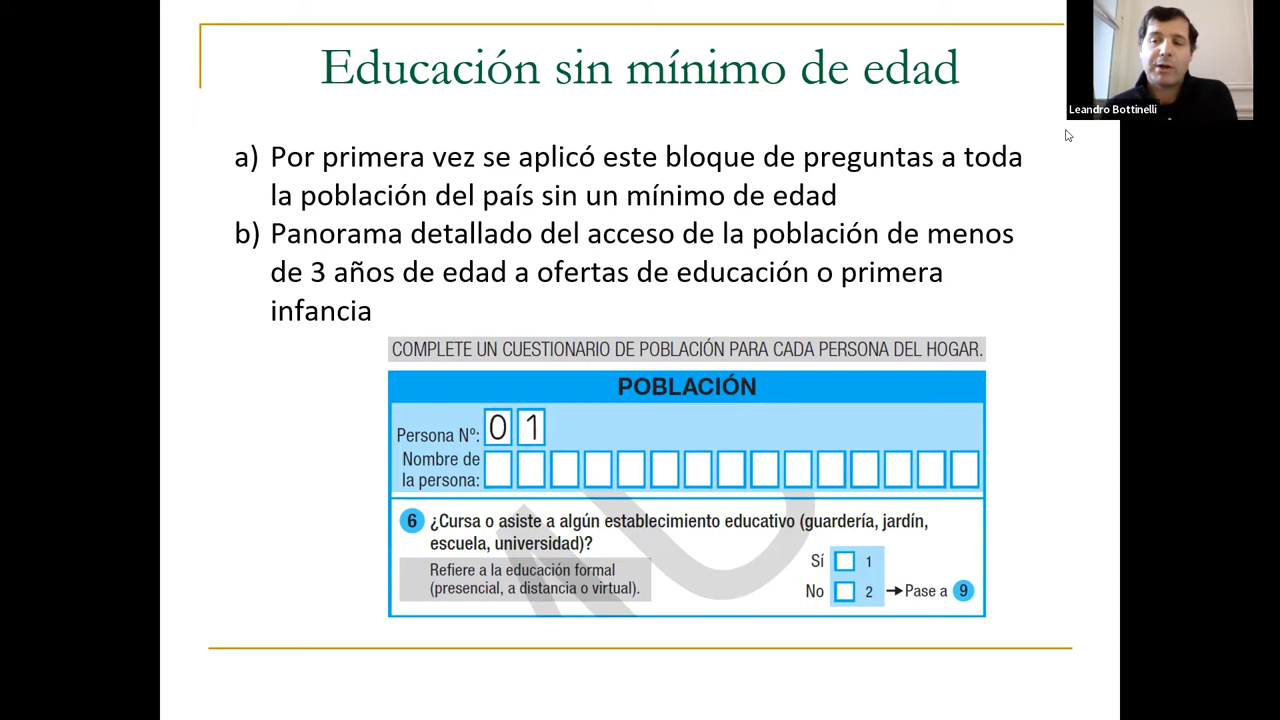 Educación sin mínimo de edad
Leandro Bottinelli
a) Por primera vez se aplicó este bloque de preguntas a toda
la población del país sin un mínimo de edad
b) Panorama detallado del acceso de la población de menos
de 3 años de edad a ofertas de educación o primera
infancia
COMPLETE UN CUESTIONARIO DE POBLACIÓN PARA CADA PERSONA DEL HOGAR.
POBLACIÓN
Persona Nº: 0 1
Nombre de
la persona:
6 ¿Cursa o asiste a algún establecimiento educativo (guardería, jardín,
escuela, universidad)?
Refiere a la educación formal
(presencial, a distancia o virtual).
Sí 1
No 2 → Pase a 9